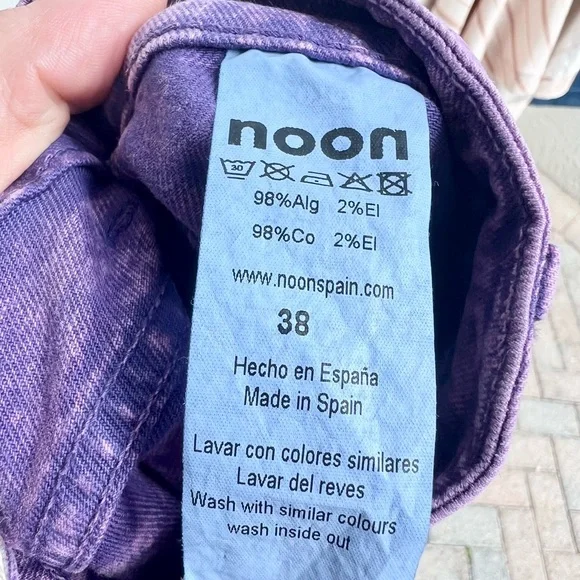 noon
30
98%Alg 2%El
98%Co 2%El
www.noonspain.com
38
Hecho en España
Made in Spain
Lavar con colores similares
Lavar del reves
Wash with similar colours
wash inside out